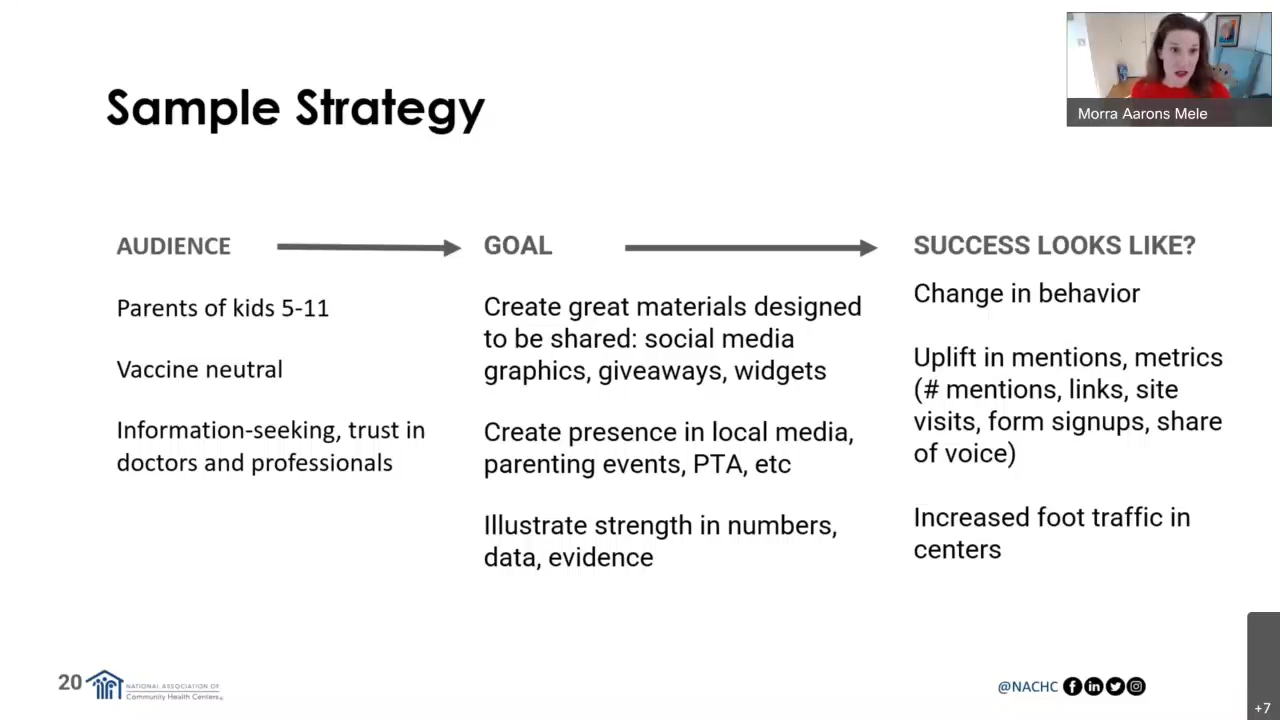 Morra Aarons Mele
Sample Strategy
AUDIENCE
Parents of kids 5-11
Vaccine neutral
Information-seeking, trust in
doctors and professionals
GOAL
Create great materials designed
to be shared: social media
graphics, giveaways, widgets
Create presence in local media,
parenting events, PTA, etc
Illustrate strength in numbers,
data, evidence
SUCCESS LOOKS LIKE?
Change in behavior
Uplift in mentions, metrics
(# mentions, links, site
visits, form signups, share
of voice)
Increased foot traffic in
centers
20
NATIONAL ASSOCIATION OF
Community Health Centers
@NACHC
+7